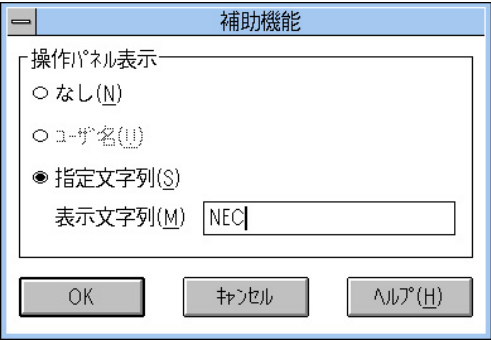 補助機能
操作ﾊﾟﾈﾙ表示
なし(N)
ﾕｰｻﾞ名(U)
指定文字列(S)
表示文字列(M) NEC
OK ｷｬﾝｾﾙ ﾍﾙﾌﾟ(H)